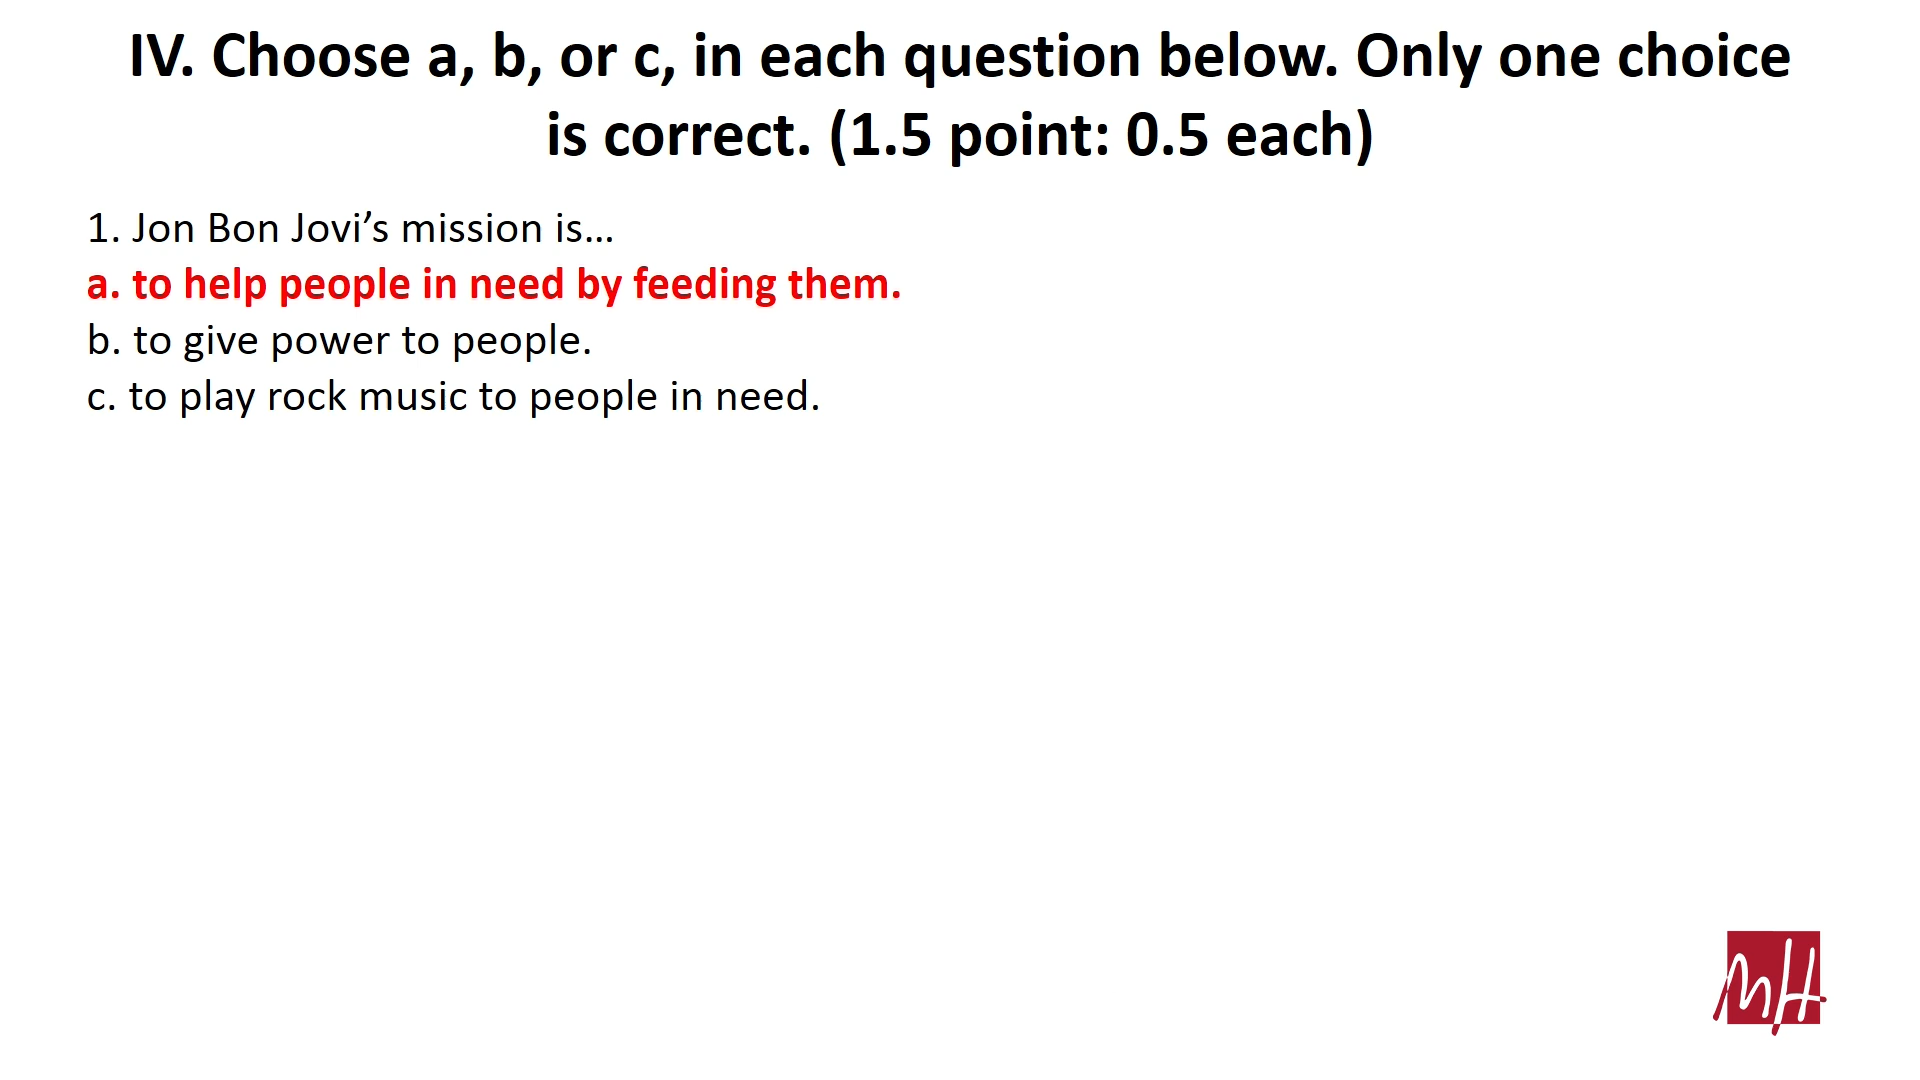 IV. Choose a, b, or c, in each question below. Only one choice
is correct. (1.5 point: 0.5 each)
1. Jon Bon Jovi’s mission is…
a. to help people in need by feeding them.
b. to give power to people.
c. to play rock music to people in need.
MH